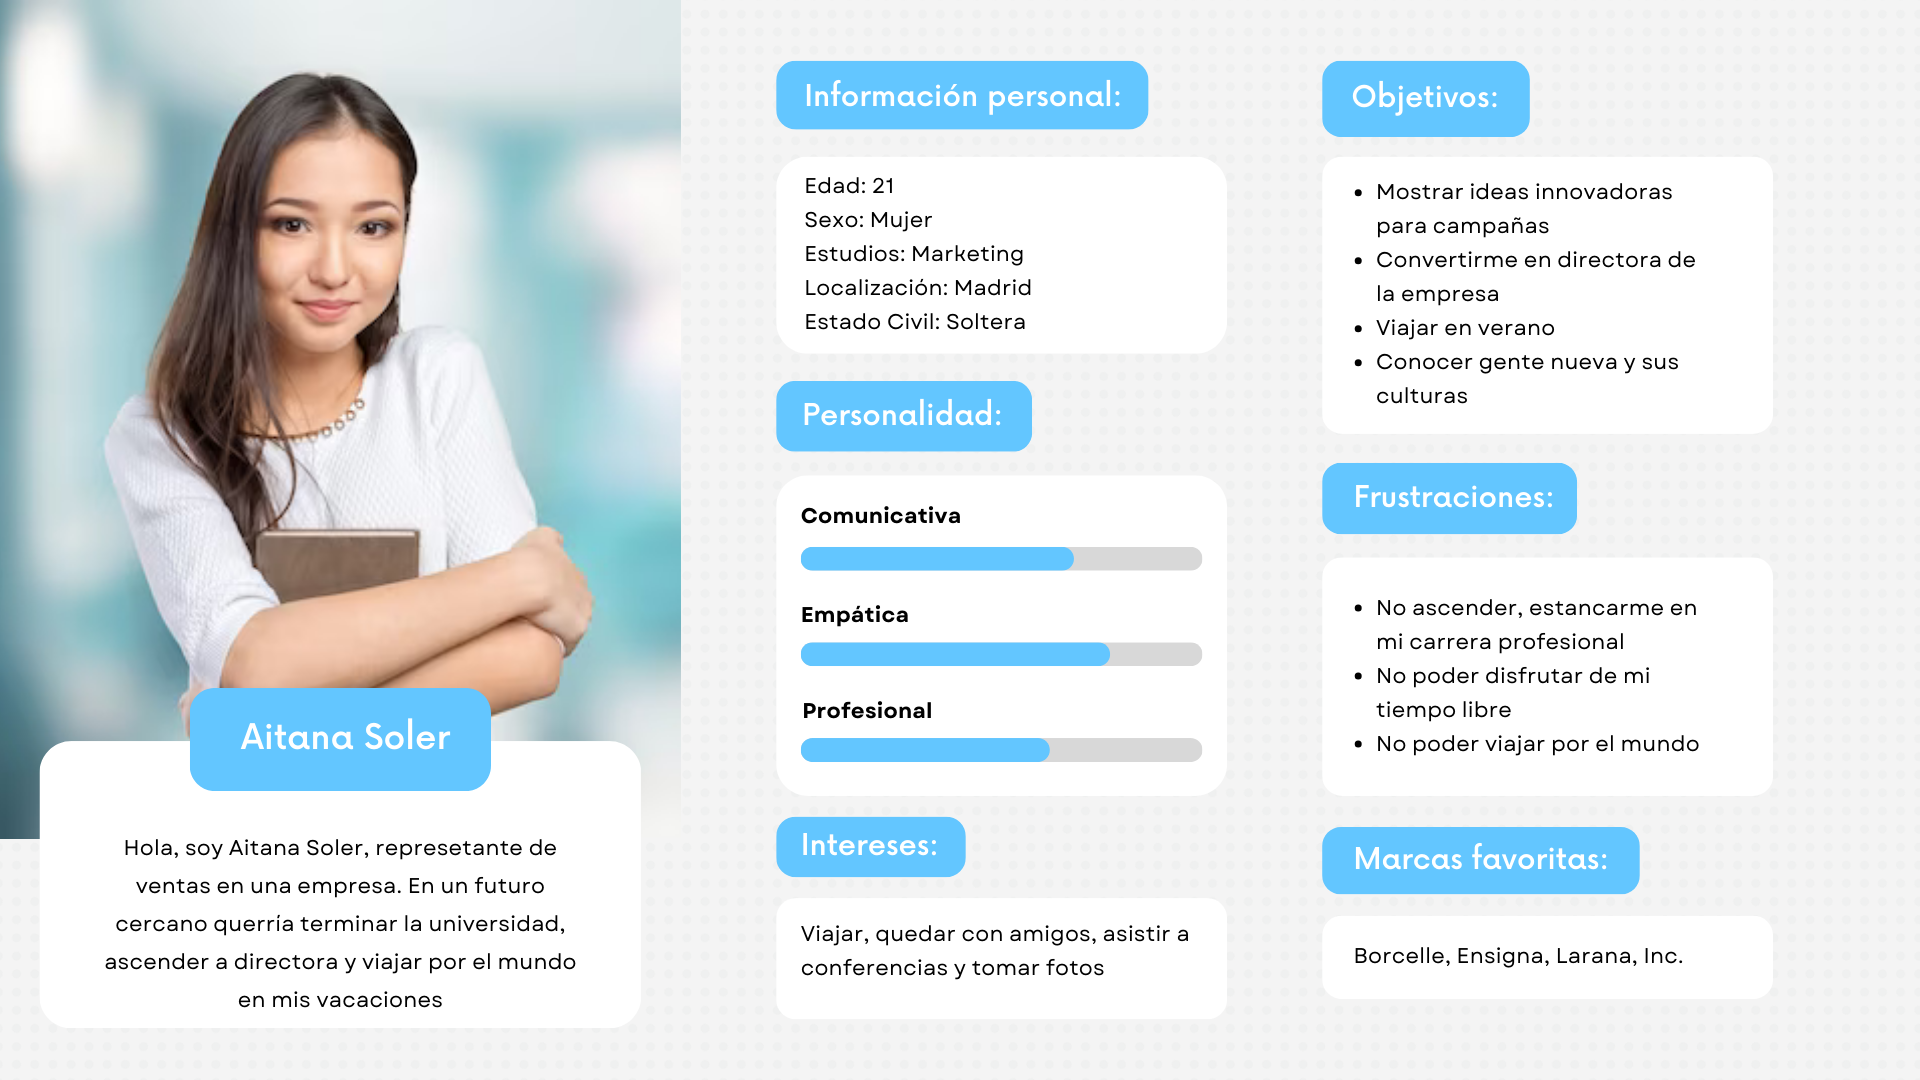 Aitana Soler
Hola, soy Aitana Soler, represetante de
ventas en una empresa. En un futuro
cercano querría terminar la universidad,
ascender a directora y viajar por el mundo
en mis vacaciones
Información personal:
Edad: 21
Sexo: Mujer
Estudios: Marketing
Localización: Madrid
Estado Civil: Soltera
Personalidad:
Comunicativa
Empática
Profesional
Intereses:
Viajar, quedar con amigos, asistir a
conferencias y tomar fotos
Objetivos:
• Mostrar ideas innovadoras
para campañas
• Convertirme en directora de
la empresa
• Viajar en verano
• Conocer gente nueva y sus
culturas
Frustraciones:
• No ascender, estancarme en
mi carrera profesional
• No poder disfrutar de mi
tiempo libre
• No poder viajar por el mundo
Marcas favoritas:
Borcelle, Ensigna, Larana, Inc.